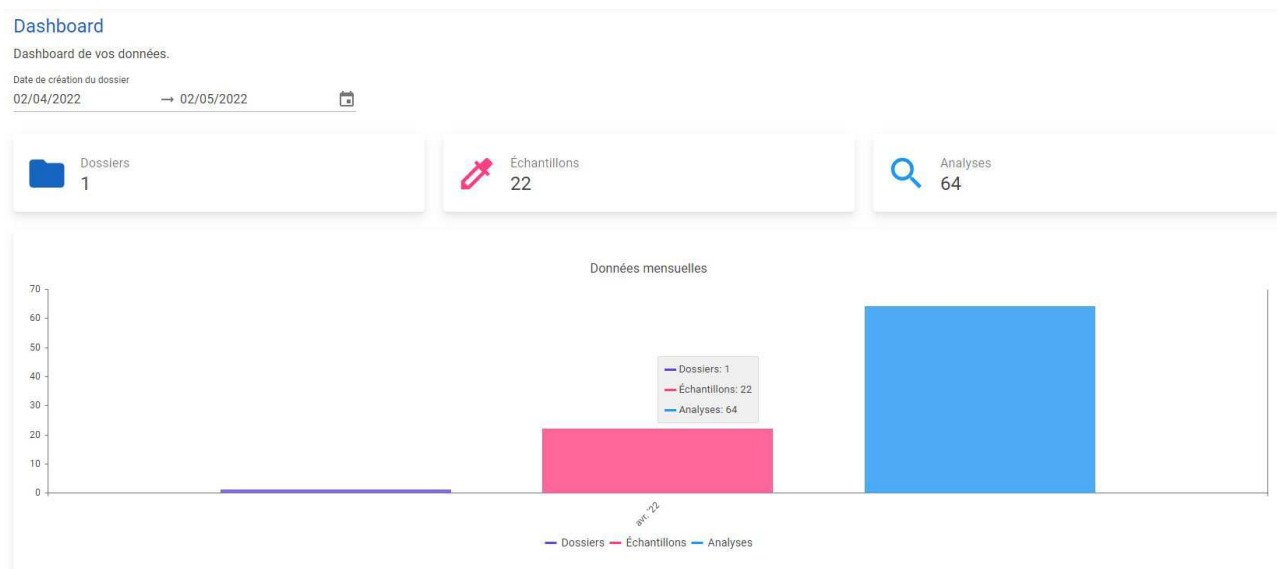 Dashboard
Dashboard de vos données.
Date de création du dossier
02/04/2022 → 02/05/2022
Dossiers
1
Échantillons
22
Analyses
64
Données mensuelles
70
60
50
40
30
20
10
0
Dossiers: 1
Échantillons: 22
Analyses: 64
avr. '22
Dossiers Échantillons Analyses